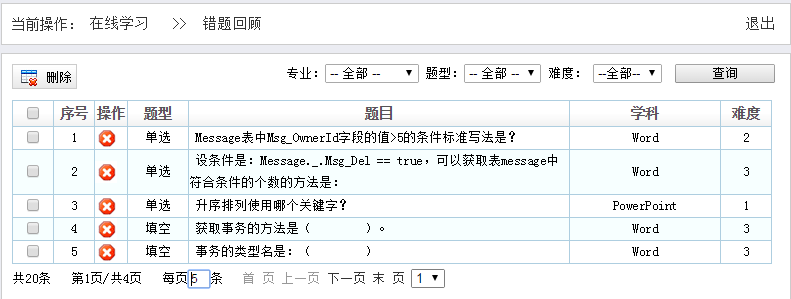 当前操作： 在线学习 >> 错题回顾 退出
删除 专业：-- 全部 -- 题型：-- 全部 -- 难度： --全部-- 查询
序号 操作 题型 题目 学科 难度
1 单选 Message表中Msg_OwnerId字段的值>5的条件标准写法是？ Word 2
2 单选 设条件是：Message._.Msg_Del == true，可以获取表message中
符合条件的个数的方法是： Word 3
3 单选 升序排列使用哪个关键字？ PowerPoint 1
4 填空 获取事务的方法是（ ）。 Word 3
5 填空 事务的类型名是：（ ） Word 3
共20条 第1页/共4页 每页5条 首 页 上一页 下一页 末 页 1